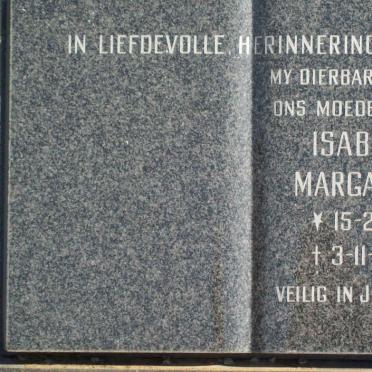 IN LIEFDEVOLLE HERINNERING
MY DIERBAR
ONS MOEDE
ISAB
MARGA
* 15-2
† 3-11-
VEILIG IN J